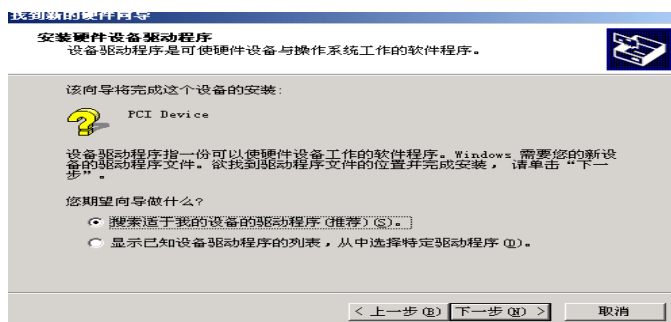 找到新的硬件向导
安装硬件设备驱动程序
设备驱动程序是可使硬件设备与操作系统工作的软件程序。
该向导将完成这个设备的安装:
PCI Device
设备驱动程序指一份可以使硬件设备工作的软件程序。Windows 需要您的新设
备的驱动程序文件。欲找到驱动程序文件的位置并完成安装，请单击“下一
步”。
您期望向导做什么?
搜索适于我的设备的驱动程序(推荐)(S)。
显示已知设备驱动程序的列表，从中选择特定驱动程序(D)。
< 上一步(B) 下一步(N) > 取消